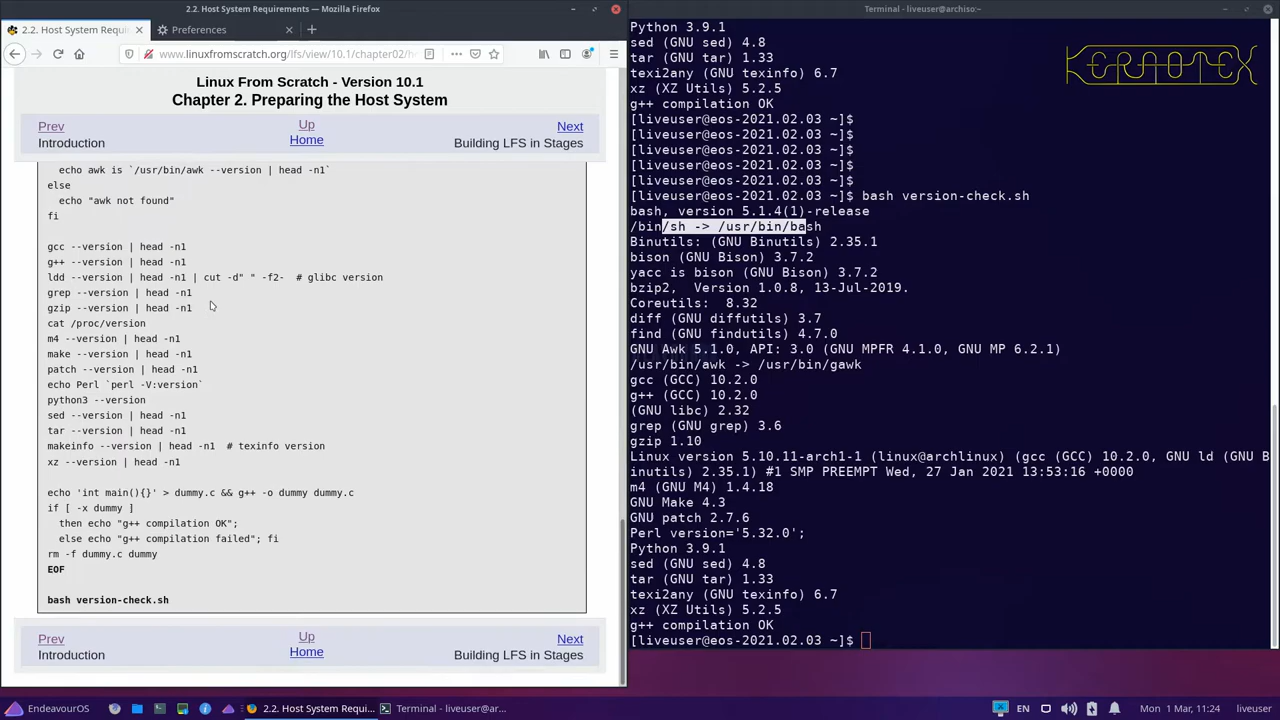 2.2. Host System Requirements — Mozilla Firefox
2.2. Host System Requi
Preferences
www.linuxfromscratch.org/lfs/view/10.1/chapter02/h
Linux From Scratch - Version 10.1
Chapter 2. Preparing the Host System
Prev
Up
Next
Introduction
Home
Building LFS in Stages
echo awk is `/usr/bin/awk --version | head -n1`
else
echo "awk not found"
fi
gcc --version | head -n1
g++ --version | head -n1
ldd --version | head -n1 | cut -d" " -f2-  # glibc version
grep --version | head -n1
gzip --version | head -n1
cat /proc/version
m4 --version | head -n1
make --version | head -n1
patch --version | head -n1
echo Perl `perl -V:version`
python3 --version
sed --version | head -n1
tar --version | head -n1
makeinfo --version | head -n1  # texinfo version
xz --version | head -n1
echo 'int main(){}' > dummy.c && g++ -o dummy dummy.c
if [ -x dummy ]
then echo "g++ compilation OK";
else echo "g++ compilation failed"; fi
rm -f dummy.c dummy
EOF
bash version-check.sh
Prev
Up
Next
Introduction
Home
Building LFS in Stages
Terminal - liveuser@archiso:~
KERNOTEX
Python 3.9.1
sed (GNU sed) 4.8
tar (GNU tar) 1.33
texi2any (GNU texinfo) 6.7
xz (XZ Utils) 5.2.5
g++ compilation OK
[liveuser@eos-2021.02.03 ~]$
[liveuser@eos-2021.02.03 ~]$
[liveuser@eos-2021.02.03 ~]$
[liveuser@eos-2021.02.03 ~]$
[liveuser@eos-2021.02.03 ~]$
[liveuser@eos-2021.02.03 ~]$ bash version-check.sh
bash, version 5.1.4(1)-release
/bin/sh -> /usr/bin/bash
Binutils: (GNU Binutils) 2.35.1
bison (GNU Bison) 3.7.2
yacc is bison (GNU Bison) 3.7.2
bzip2,  Version 1.0.8, 13-Jul-2019.
Coreutils:  8.32
diff (GNU diffutils) 3.7
find (GNU findutils) 4.7.0
GNU Awk 5.1.0, API: 3.0 (GNU MPFR 4.1.0, GNU MP 6.2.1)
/usr/bin/awk -> /usr/bin/gawk
gcc (GCC) 10.2.0
g++ (GCC) 10.2.0
(GNU libc) 2.32
grep (GNU grep) 3.6
gzip 1.10
Linux version 5.10.11-arch1-1 (linux@archlinux) (gcc (GCC) 10.2.0, GNU ld (GNU B
inutils) 2.35.1) #1 SMP PREEMPT Wed, 27 Jan 2021 13:53:16 +0000
m4 (GNU M4) 1.4.18
GNU Make 4.3
GNU patch 2.7.6
Perl version='5.32.0';
Python 3.9.1
sed (GNU sed) 4.8
tar (GNU tar) 1.33
texi2any (GNU texinfo) 6.7
xz (XZ Utils) 5.2.5
g++ compilation OK
[liveuser@eos-2021.02.03 ~]$
EndeavourOS
2.2. Host System Requi...
Terminal - liveuser@ar...
EN
Mon 1 Mar, 11:24
liveuser